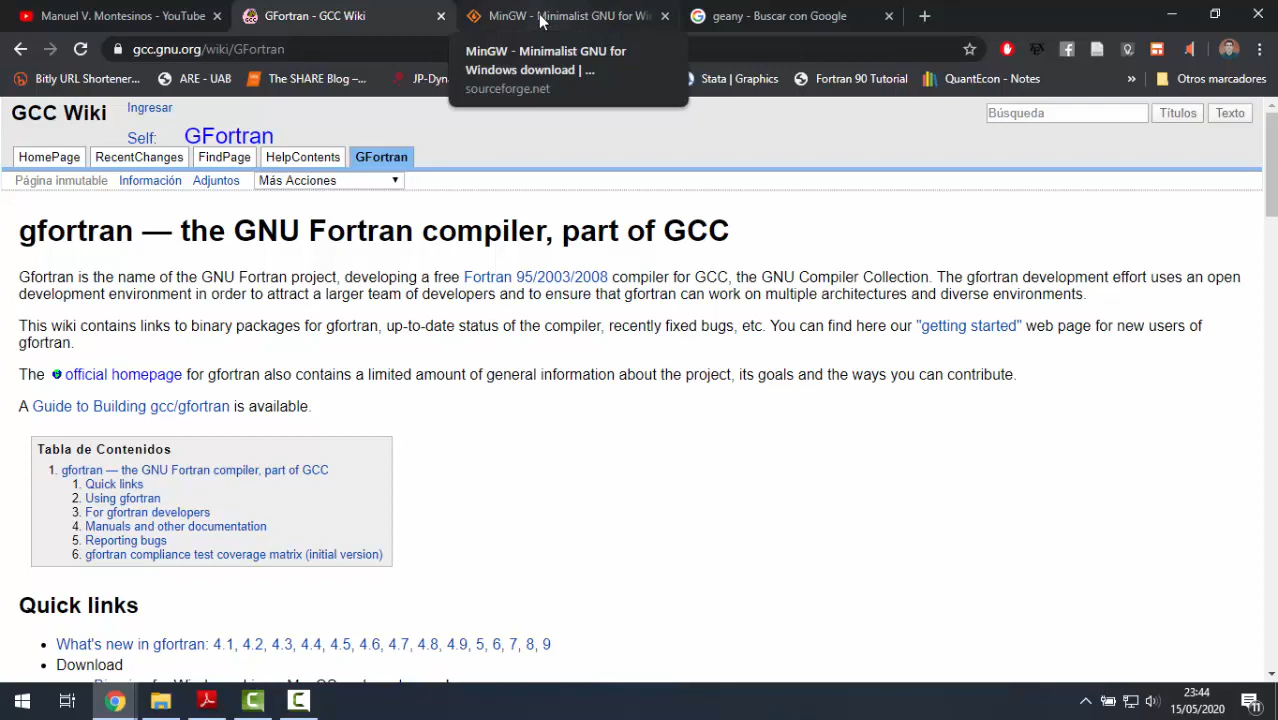 Manuel V. Montesinos - YouTube
GFortran - GCC Wiki
MinGW - Minimalist GNU for Wi
geany - Buscar con Google
gcc.gnu.org/wiki/GFortran
MinGW - Minimalist GNU for
Windows download | ...
sourceforge.net
Bitly URL Shortener...
ARE - UAB
The SHARE Blog –...
JP-Dyn
Stata | Graphics
Fortran 90 Tutorial
QuantEcon - Notes
»
Otros marcadores
GCC Wiki
Ingresar
Self:
GFortran
Búsqueda
Títulos
Texto
HomePage
RecentChanges
FindPage
HelpContents
GFortran
Página inmutable
Información
Adjuntos
Más Acciones
gfortran — the GNU Fortran compiler, part of GCC
Gfortran is the name of the GNU Fortran project, developing a free Fortran 95/2003/2008 compiler for GCC, the GNU Compiler Collection. The gfortran development effort uses an open
development environment in order to attract a larger team of developers and to ensure that gfortran can work on multiple architectures and diverse environments.
This wiki contains links to binary packages for gfortran, up-to-date status of the compiler, recently fixed bugs, etc. You can find here our "getting started" web page for new users of
gfortran.
The official homepage for gfortran also contains a limited amount of general information about the project, its goals and the ways you can contribute.
A Guide to Building gcc/gfortran is available.
Tabla de Contenidos
1. gfortran — the GNU Fortran compiler, part of GCC
1. Quick links
2. Using gfortran
3. For gfortran developers
4. Manuals and other documentation
5. Reporting bugs
6. gfortran compliance test coverage matrix (initial version)
Quick links
• What's new in gfortran: 4.1, 4.2, 4.3, 4.4, 4.5, 4.6, 4.7, 4.8, 4.9, 5, 6, 7, 8, 9
• Download
23:44
15/05/2020
11